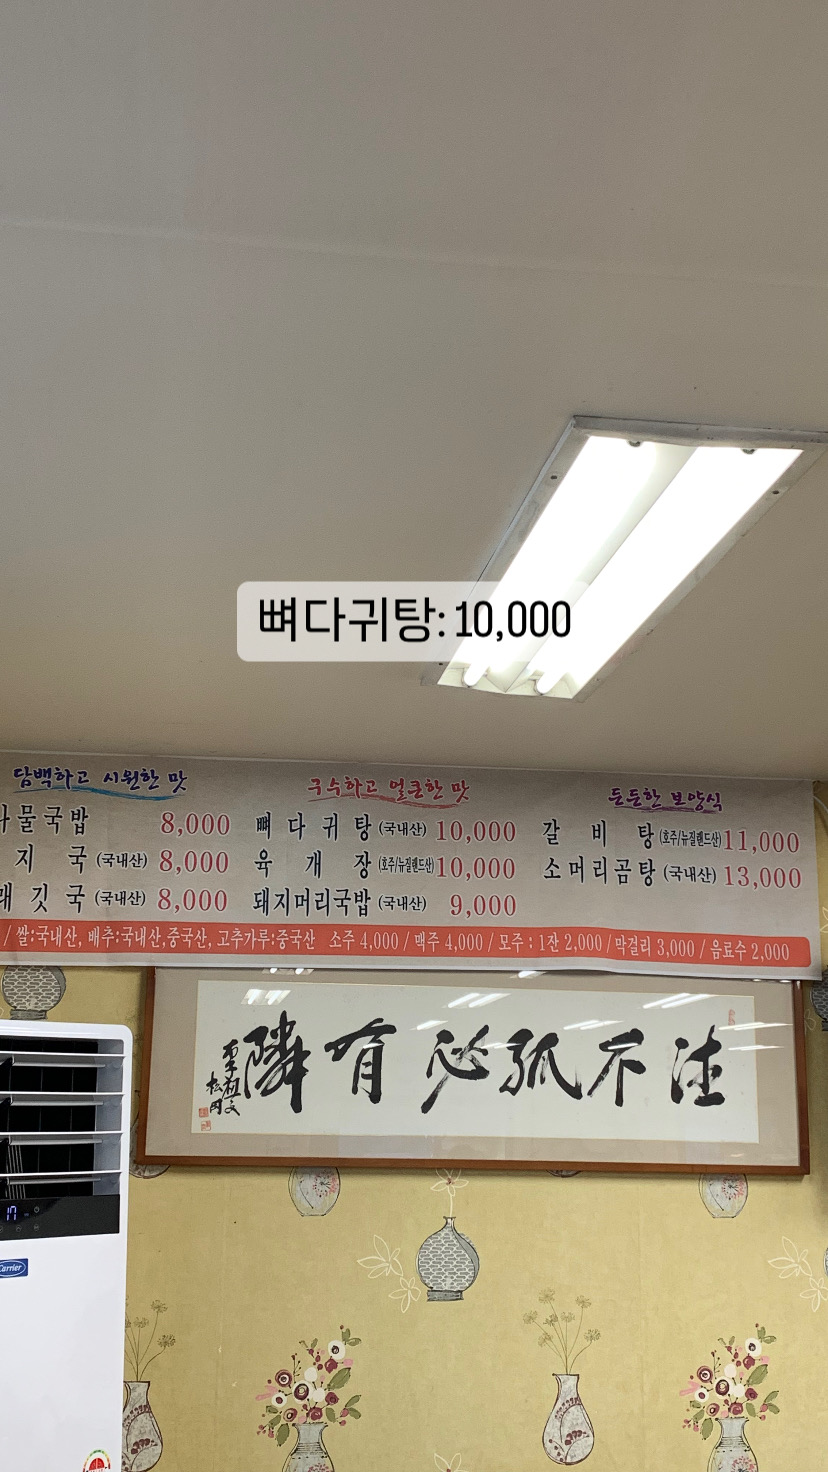 뼈다귀탕: 10,000
담백하고 시원한 맛
구수하고 얼큰한 맛
든든한 보양식
나물국밥 8,000 뼈다귀탕 (국내산) 10,000 갈비탕 (호주/뉴질랜드산) 11,000
지국 (국내산) 8,000 육개장 (호주/뉴질랜드산) 10,000 소머리곰탕 (국내산) 13,000
래깃국 (국내산) 8,000 돼지머리국밥 (국내산) 9,000
/ 쌀:국내산, 배추:국내산,중국산, 고추가루:중국산 소주 4,000 / 맥주 4,000 / 모주 : 1잔 2,000 / 막걸리 3,000 / 음료수 2,000
隣有必孤不德
Carrier